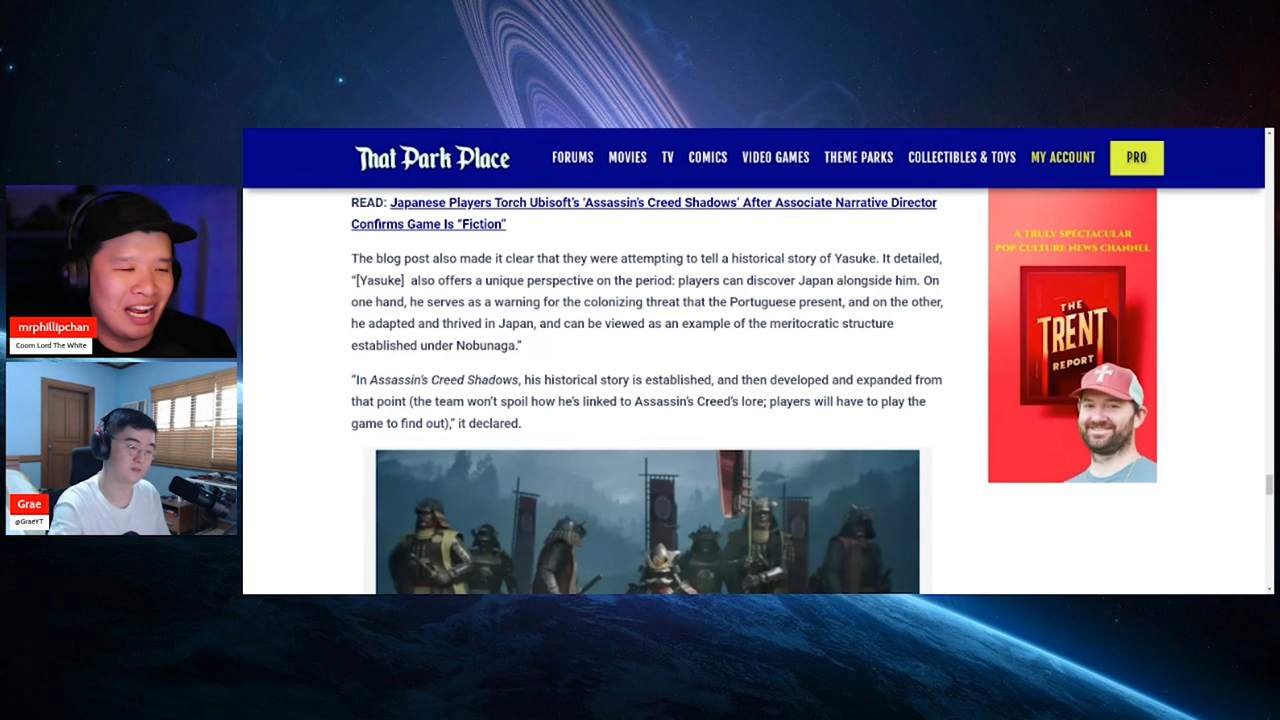 That Park Place
FORUMS MOVIES TV COMICS VIDEO GAMES THEME PARKS COLLECTIBLES & TOYS MY ACCOUNT PRO
READ: Japanese Players Torch Ubisoft's 'Assassin's Creed Shadows' After Associate Narrative Director
Confirms Game Is “Fiction”
The blog post also made it clear that they were attempting to tell a historical story of Yasuke. It detailed,
“[Yasuke] also offers a unique perspective on the period: players can discover Japan alongside him. On
one hand, he serves as a warning for the colonizing threat that the Portuguese present, and on the other,
he adapted and thrived in Japan, and can be viewed as an example of the meritocratic structure
established under Nobunaga.”
“In Assassin's Creed Shadows, his historical story is established, and then developed and expanded from
that point (the team won't spoil how he's linked to Assassin's Creed's lore; players will have to play the
game to find out),” it declared.
A TRULY SPECTACULAR
POP CULTURE NEWS CHANNEL
THE
TRENT
REPORT
mrphillipchan
Coom Lord The White
Grae
@GraeYT